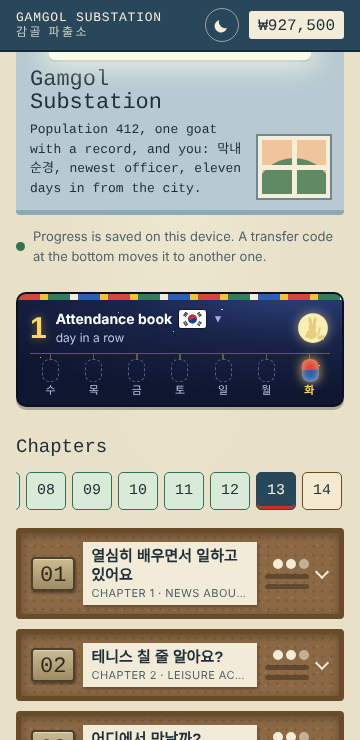 GAMGOL SUBSTATION
감골 파출소
₩927,500
Gamgol
Substation
Population 412, one goat
with a record, and you: 막내
순경, newest officer, eleven
days in from the city.
Progress is saved on this device. A transfer code
at the bottom moves it to another one.
1 Attendance book
day in a row
수 목 금 토 일 월 화
Chapters
08 09 10 11 12 13 14
01
열심히 배우면서 일하고
있어요
CHAPTER 1 · NEWS ABOU…
02
테니스 칠 줄 알아요?
CHAPTER 2 · LEISURE AC…
어디에서 만날까?